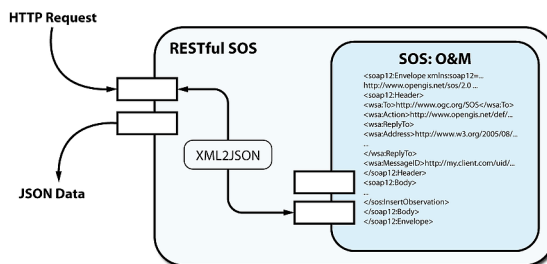 HTTP Request
RESTful SOS
SOS: O&M
<soap12:Envelope xmlns:soap12=...
http://www.opengis.net/sos/2.0 ...
<soap12:Header>
<wsa:To>http://www.ogc.org/SOS</wsa:To>
<wsa:Action>http://www.opengis.net/def/...
<wsa:ReplyTo>
<wsa:Address>http://www.w3.org/2005/08/...
...
</wsa:ReplyTo>
<wsa:MessageID>http://my.client.com/uid/...
</soap12:Header>
<soap12:Body>
...
</sos:InsertObservation>
</soap12:Body>
</soap12:Envelope>
XML2JSON
JSON Data